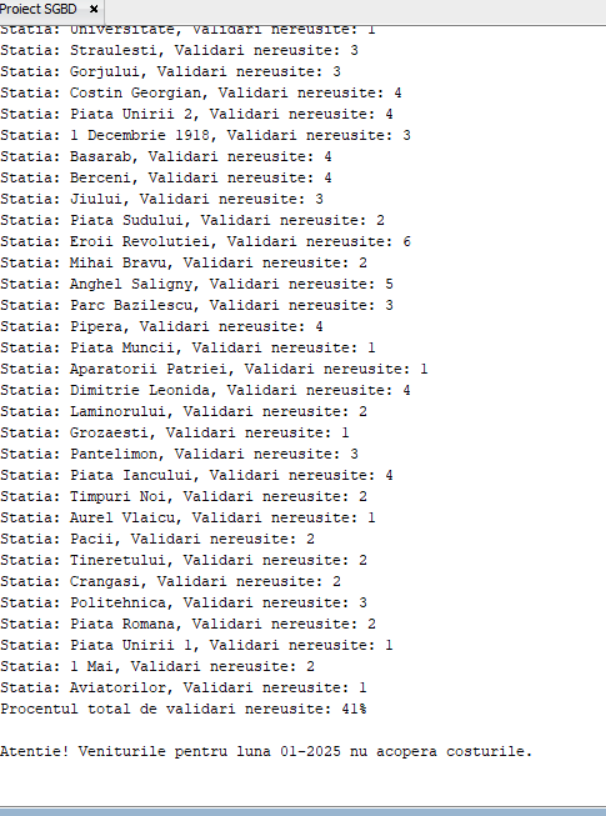 Proiect SGBD
Statia: Universitate, Validari nereusite: 1
Statia: Straulesti, Validari nereusite: 3
Statia: Gorjului, Validari nereusite: 3
Statia: Costin Georgian, Validari nereusite: 4
Statia: Piata Unirii 2, Validari nereusite: 4
Statia: 1 Decembrie 1918, Validari nereusite: 3
Statia: Basarab, Validari nereusite: 4
Statia: Berceni, Validari nereusite: 4
Statia: Jiului, Validari nereusite: 3
Statia: Piata Sudului, Validari nereusite: 2
Statia: Eroii Revolutiei, Validari nereusite: 6
Statia: Mihai Bravu, Validari nereusite: 2
Statia: Anghel Saligny, Validari nereusite: 5
Statia: Parc Bazilescu, Validari nereusite: 3
Statia: Pipera, Validari nereusite: 4
Statia: Piata Muncii, Validari nereusite: 1
Statia: Aparatorii Patriei, Validari nereusite: 1
Statia: Dimitrie Leonida, Validari nereusite: 4
Statia: Laminorului, Validari nereusite: 2
Statia: Grozaesti, Validari nereusite: 1
Statia: Pantelimon, Validari nereusite: 3
Statia: Piata Iancului, Validari nereusite: 4
Statia: Timpuri Noi, Validari nereusite: 2
Statia: Aurel Vlaicu, Validari nereusite: 1
Statia: Pacii, Validari nereusite: 2
Statia: Tineretului, Validari nereusite: 2
Statia: Crangasi, Validari nereusite: 2
Statia: Politehnica, Validari nereusite: 3
Statia: Piata Romana, Validari nereusite: 2
Statia: Piata Unirii 1, Validari nereusite: 1
Statia: 1 Mai, Validari nereusite: 2
Statia: Aviatorilor, Validari nereusite: 1
Procentul total de validari nereusite: 41%
Atentie! Veniturile pentru luna 01-2025 nu acopera costurile.